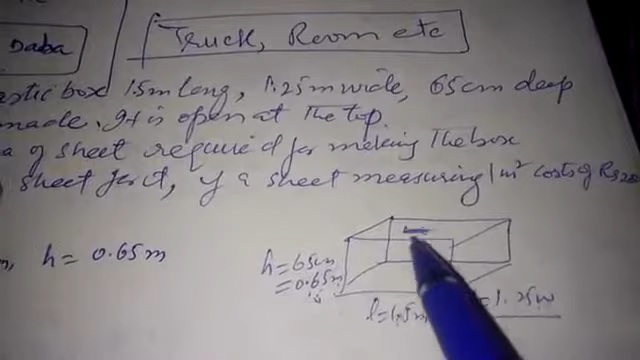 Daba
Truck, Room etc
astic box 1.5m long, 1.25m wide, 65cm deep
made. It is open at the top.
a of sheet required for making the box
sheet for it, if a sheet measuring 1m² costs Rs 20
m, h = 0.65m
h = 65cm
= 0.65m
l = 1.5m
= 1.25m